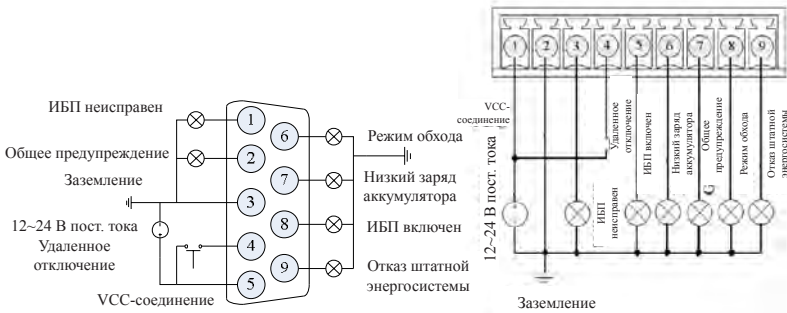 ИБП неисправен
Общее предупреждение
Заземление
12~24 В пост. тока
Удаленное
отключение
VCC-соединение
1
2
3
4
5
6
7
8
9
Режим обхода
Низкий заряд
аккумулятора
ИБП включен
Отказ штатной
энергосистемы
1
2
3
4
5
6
7
8
9
VCC-
соединение
12~24 В пост. тока
Удаленное
отключение
ИБП
неисправен
ИБП включен
Низкий заряд
аккумулятора
Общее
предупреждение
G
Режим обхода
Отказ штатной
энергосистемы
Заземление